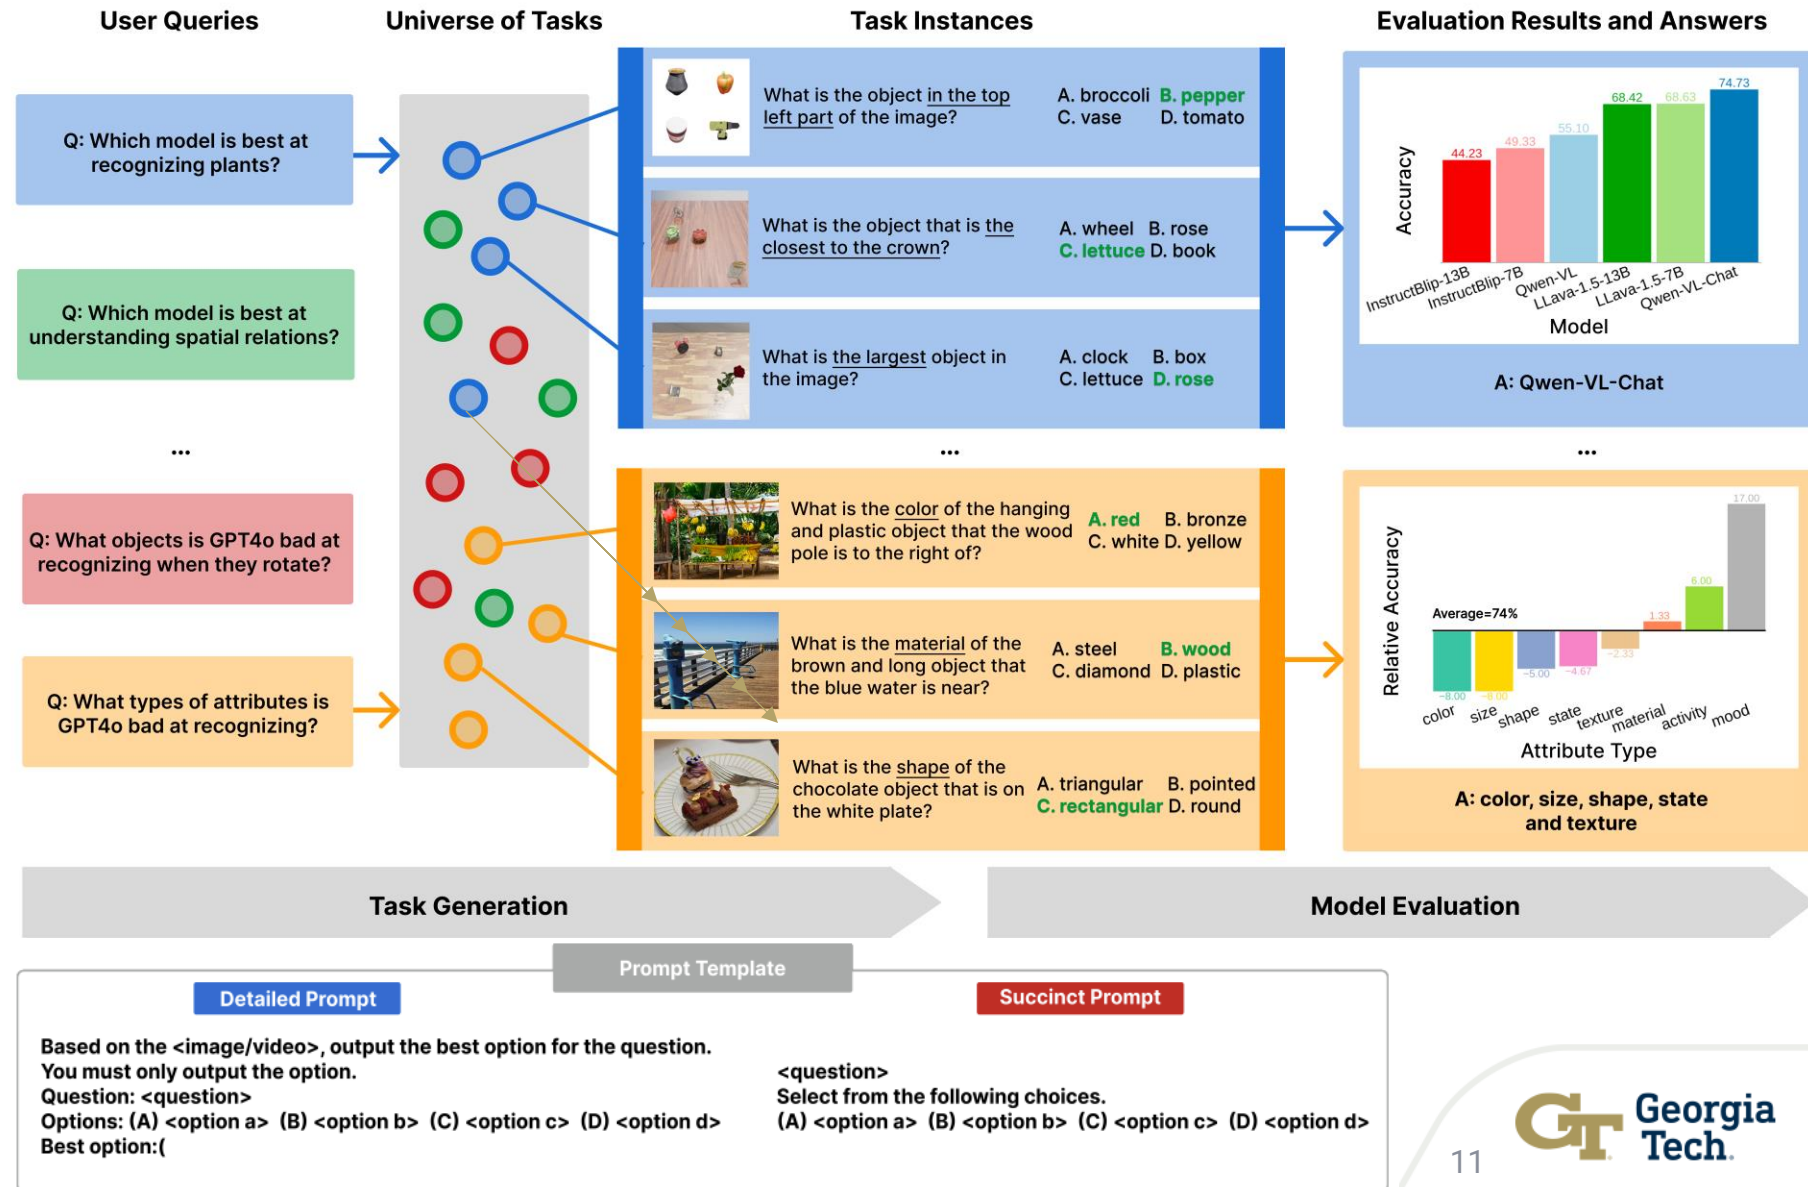 User Queries
Universe of Tasks
Task Instances
Evaluation Results and Answers
Q: Which model is best at
recognizing plants?
Q: Which model is best at
understanding spatial relations?
...
Q: What objects is GPT4o bad at
recognizing when they rotate?
Q: What types of attributes is
GPT4o bad at recognizing?
What is the object in the top
left part of the image?
A. broccoli B. pepper
C. vase D. tomato
What is the object that is the
closest to the crown?
A. wheel B. rose
C. lettuce D. book
What is the largest object in
the image?
A. clock B. box
C. lettuce D. rose
...
What is the color of the hanging
and plastic object that the wood
pole is to the right of?
A. red B. bronze
C. white D. yellow
What is the material of the
brown and long object that
the blue water is near?
A. steel B. wood
C. diamond D. plastic
What is the shape of the
chocolate object that is on
the white plate?
A. triangular B. pointed
C. rectangular D. round
Accuracy
44.23
49.33
55.10
68.42
68.63
74.73
InstructBlip-13B
InstructBlip-7B
Qwen-VL
LLava-1.5-13B
LLava-1.5-7B
Qwen-VL-Chat
Model
A: Qwen-VL-Chat
...
Relative Accuracy
Average=74%
−8.00
−8.00
−5.00
−4.67
−2.33
1.33
6.00
17.00
color
size
shape
state
texture
material
activity
mood
Attribute Type
A: color, size, shape, state
and texture
Task Generation
Model Evaluation
Prompt Template
Detailed Prompt
Based on the <image/video>, output the best option for the question.
You must only output the option.
Question: <question>
Options: (A) <option a> (B) <option b> (C) <option c> (D) <option d>
Best option:(
Succinct Prompt
<question>
Select from the following choices.
(A) <option a> (B) <option b> (C) <option c> (D) <option d>
11
GT
Georgia
Tech.